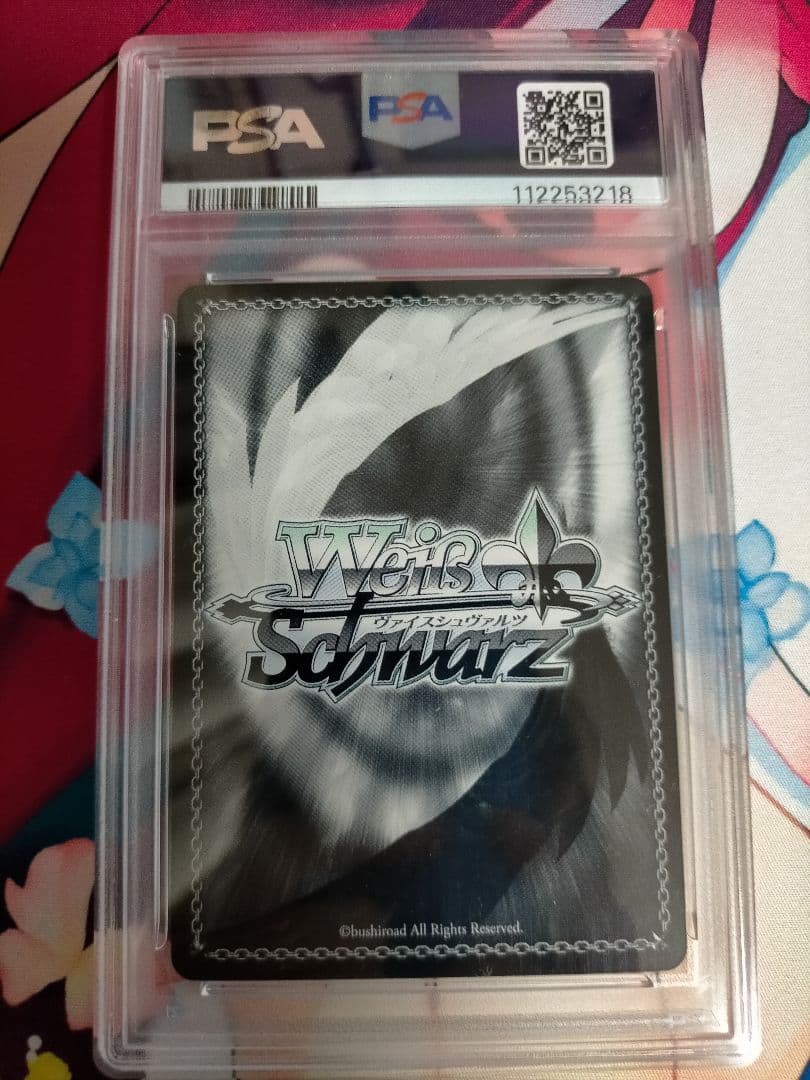 PSA
PSA
112253218
Weiß
ヴァイスシュヴァルツ
Schwarz
©bushiroad All Rights Reserved.